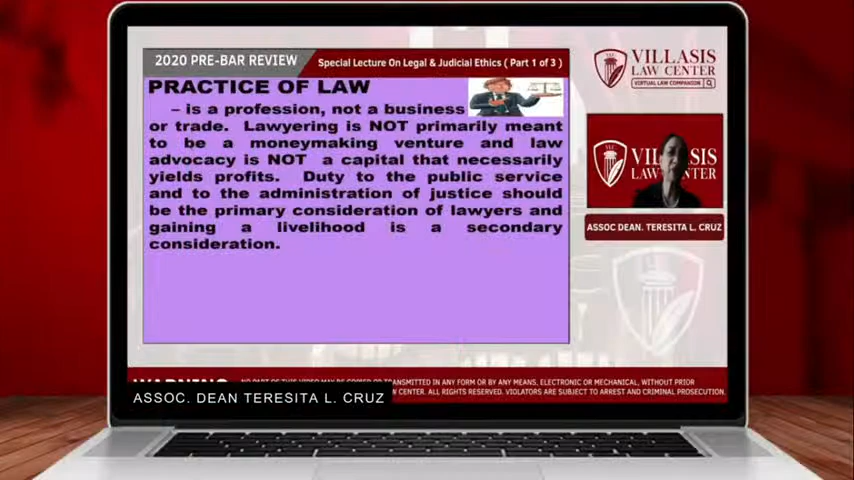 2020 PRE-BAR REVIEW
Special Lecture On Legal & Judicial Ethics ( Part 1 of 3 )
VILLASIS
LAW CENTER
VIRTUAL LAW COMPANION
PRACTICE OF LAW
– is a profession, not a business
or trade. Lawyering is NOT primarily meant
to be a moneymaking venture and law
advocacy is NOT a capital that necessarily
yields profits. Duty to the public service
and to the administration of justice should
be the primary consideration of lawyers and
gaining a livelihood is a secondary
consideration.
ASSOC DEAN. TERESITA L. CRUZ
WARNING NO PART OF THIS VIDEO MAY BE COPIED OR TRANSMITTED IN ANY FORM OR BY ANY MEANS, ELECTRONIC OR MECHANICAL, WITHOUT PRIOR
CENTER. ALL RIGHTS RESERVED. VIOLATORS ARE SUBJECT TO ARREST AND CRIMINAL PROSECUTION.
ASSOC. DEAN TERESITA L. CRUZ